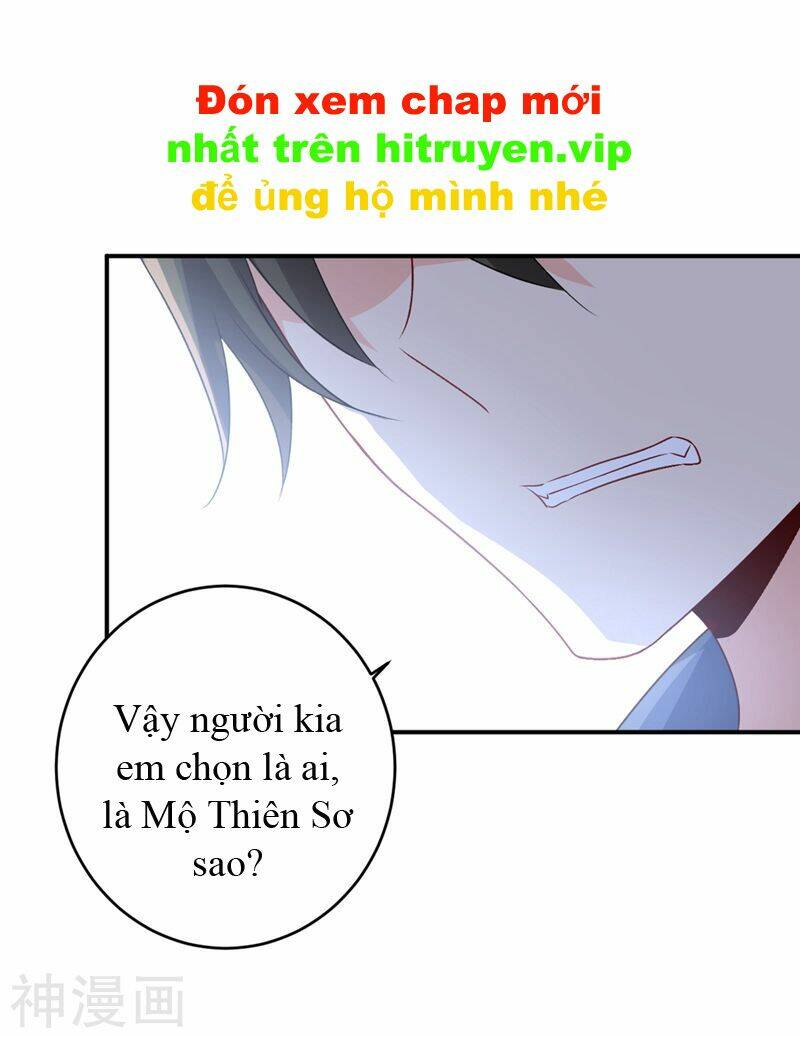 Đón xem chap mới
nhất trên hitruyen.vip
để ủng hộ mình nhé
Vậy người kia
em chọn là ai,
là Mộ Thiên Sơ
sao?
神漫画